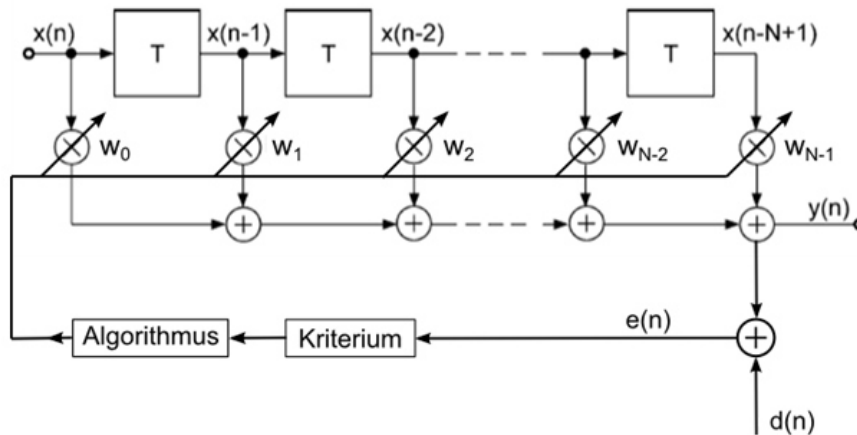 x(n) x(n-1) x(n-2) x(n-N+1)
T T T
w0 w1 w2 wN-2 wN-1
y(n)
Algorithmus Kriterium e(n)
d(n)